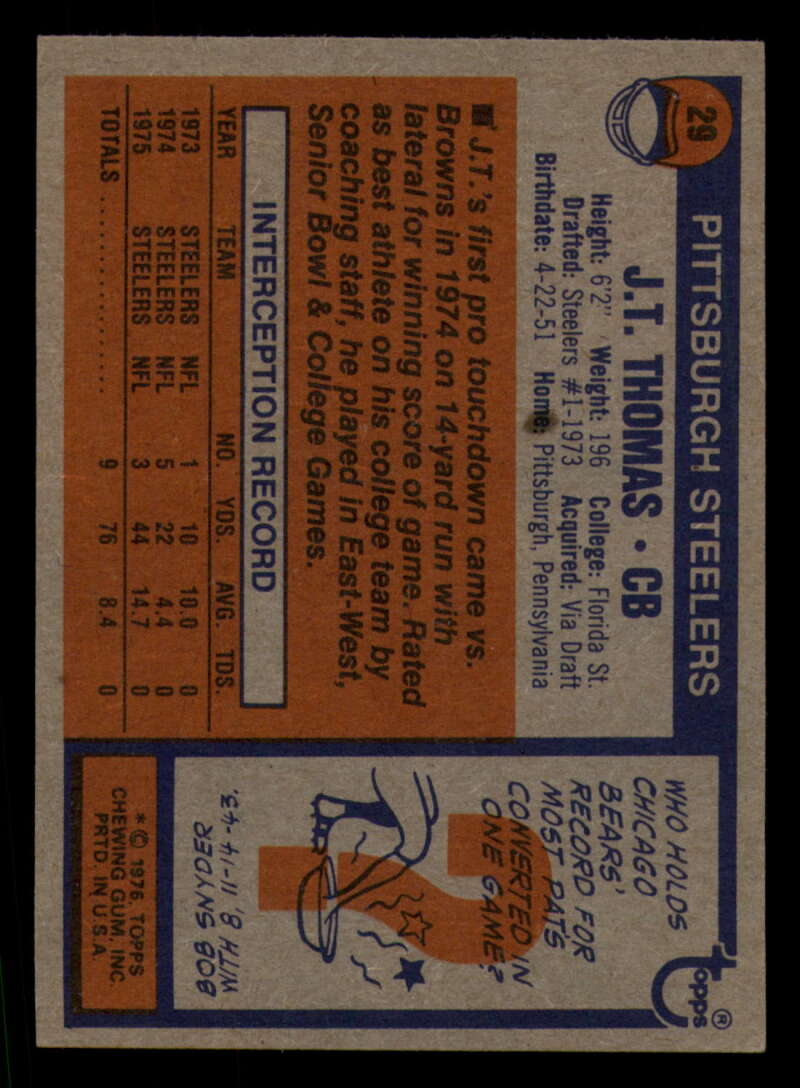 29
PITTSBURGH STEELERS
J.T. THOMAS • CB
Height: 6'2" Weight: 196 College: Florida St.
Drafted: Steelers #1-1973 Acquired: Via Draft
Birthdate: 4-22-51 Home: Pittsburgh, Pennsylvania
J.T.'s first pro touchdown came vs.
Browns in 1974 on 14-yard run with
lateral for winning score of game. Rated
as best athlete on his college team by
coaching staff, he played in East-West,
Senior Bowl & College Games.
INTERCEPTION RECORD
YEAR TEAM NO. YDS. AVG. TDS.
1973 STEELERS NFL 1 10 10.0 0
1974 STEELERS NFL 5 22 4.4 0
1975 STEELERS NFL 3 44 14.7 0
TOTALS .................... 9 76 8.4 0
topps®
WHO HOLDS
CHICAGO
BEARS'
RECORD FOR
MOST PAT'S
CONVERTED IN
ONE GAME?
?
BOB SNYDER
WITH 8, 11-14-43.
* © 1976, TOPPS
CHEWING GUM, INC.
PRTD. IN U.S.A.